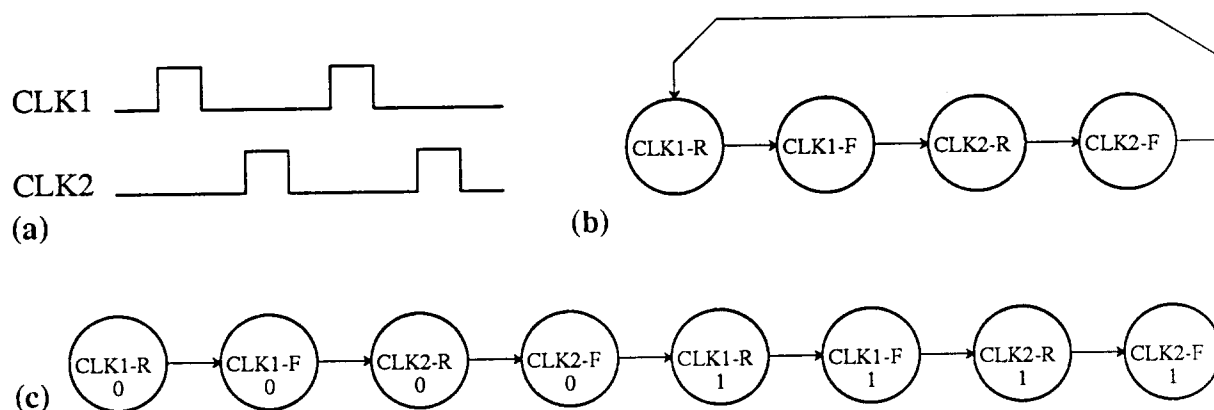 CLK1
CLK2
(a)
CLK1-R CLK1-F CLK2-R CLK2-F
(b)
CLK1-R CLK1-F CLK2-R CLK2-F CLK1-R CLK1-F CLK2-R CLK2-F
0 0 0 0 1 1 1 1
(c)